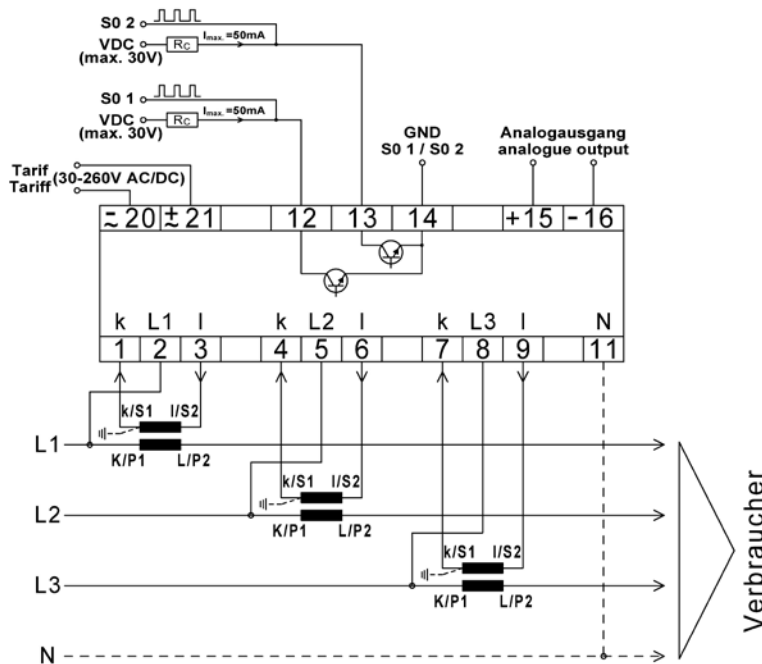 S0 2
VDC
(max. 30V)
Rc
Imax. =50mA
S0 1
VDC
(max. 30V)
Rc
Imax. =50mA
GND
S0 1 / S0 2
Analogausgang
analogue output
Tarif
Tariff
(30-260V AC/DC)
≂ 20
± 21
12
13
14
+15
-16
k L1 l
k L2 l
k L3 l
N
1 2 3 4 5 6 7 8 9 11
k/S1 l/S2
L1
K/P1 L/P2
k/S1 l/S2
L2
K/P1 L/P2
k/S1 l/S2
L3
K/P1 L/P2
N
Verbraucher